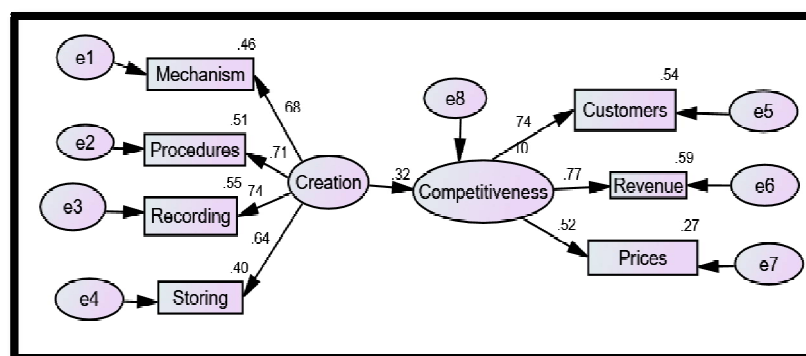 e1
.46
Mechanism
.68
e2
.51
Procedures
.71
e3
.55
74
Recording
.64
e4
.40
Storing
Creation
.32
e8
Competitiveness
10
74
.54
Customers
e5
.77
.59
Revenue
e6
.52
.27
Prices
e7